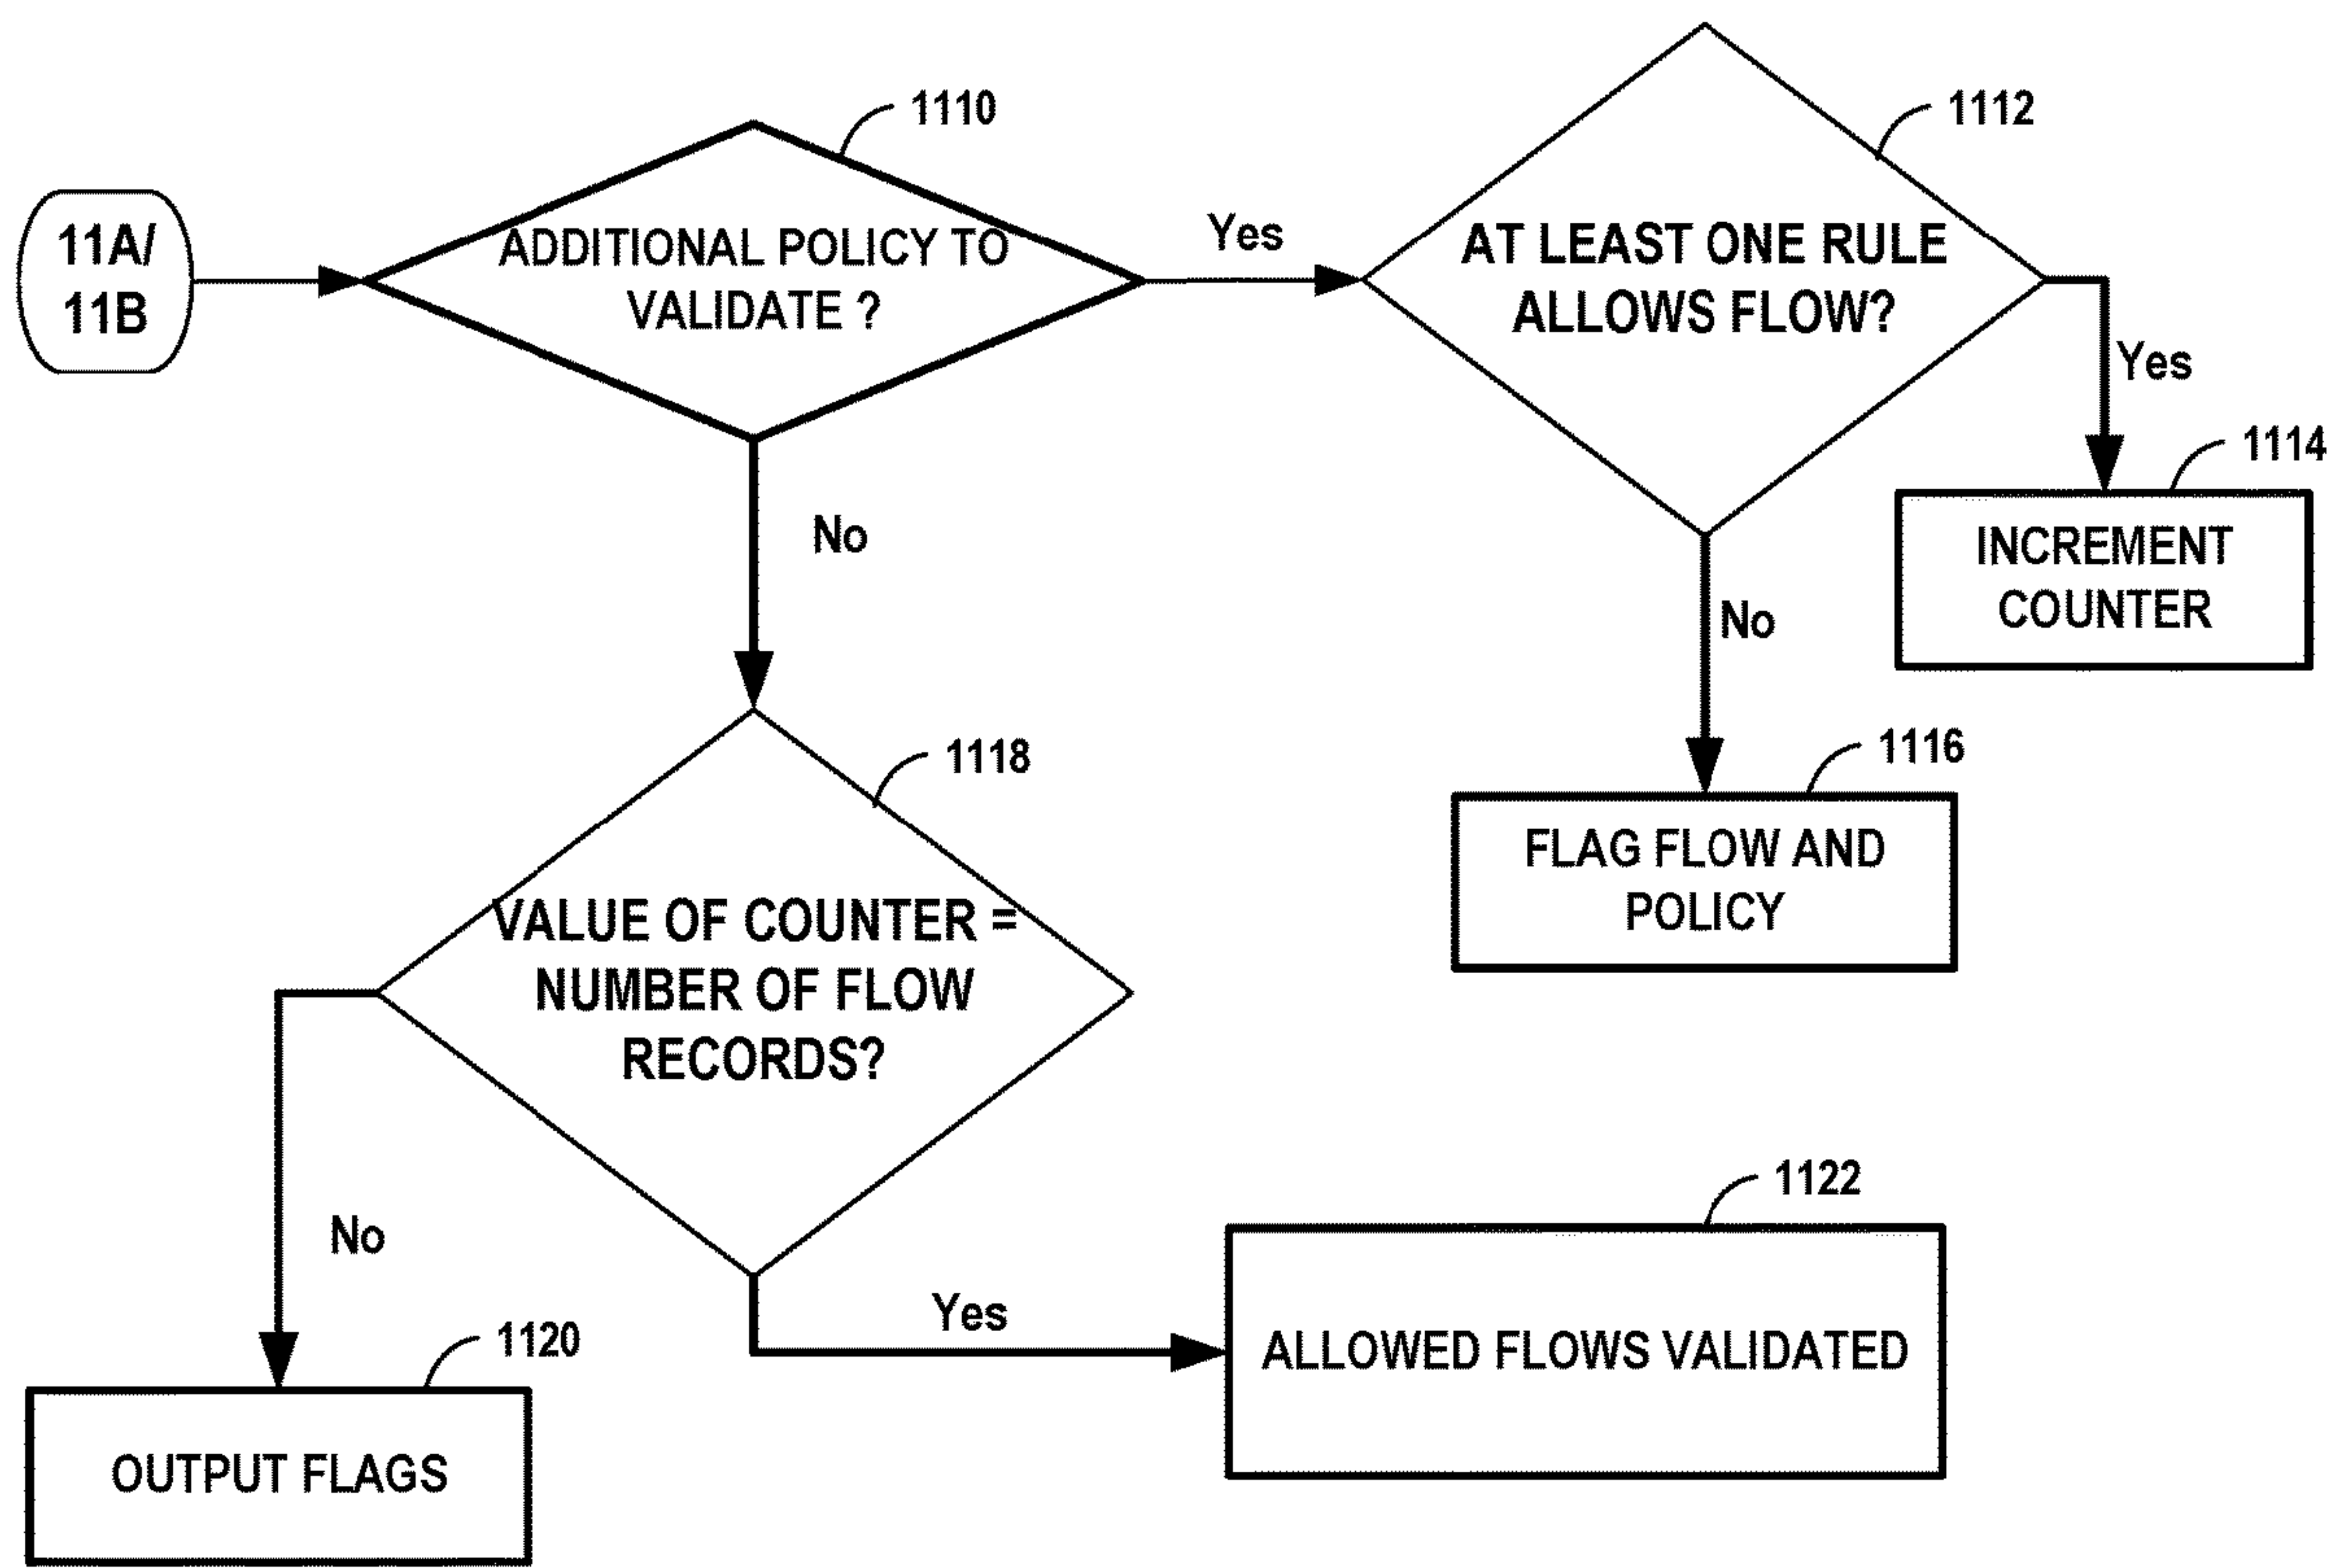 11A/
11B
1110
ADDITIONAL POLICY TO
VALIDATE ?
Yes
1112
AT LEAST ONE RULE
ALLOWS FLOW?
Yes
1114
INCREMENT
COUNTER
No
1116
FLAG FLOW AND
POLICY
No
1118
VALUE OF COUNTER =
NUMBER OF FLOW
RECORDS?
No
1120
OUTPUT FLAGS
Yes
1122
ALLOWED FLOWS VALIDATED